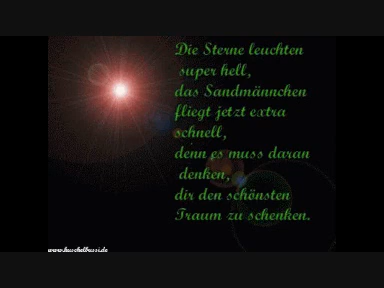 Die Sterne leuchten
super hell,
das Sandmännchen
fliegt jetzt extra
schnell,
denn es muss daran
denken,
dir den schönsten
Traum zu schenken.
www.kuschelbussi.de